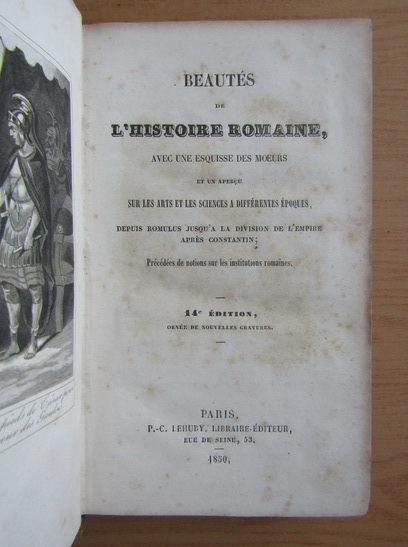 BEAUTÉS
DE
L'HISTOIRE ROMAINE,
AVEC UNE ESQUISSE DES MOEURS
ET UN APERÇU
SUR LES ARTS ET LES SCIENCES A DIFFÉRENTES ÉPOQUES,
DEPUIS ROMULUS JUSQU'A LA DIVISION DE L'EMPIRE
APRÈS CONSTANTIN;
Précédées de notions sur les institutions romaines.
14e ÉDITION,
ORNÉE DE NOUVELLES GRAVURES.
PARIS,
P.-C. LEHUBY, LIBRAIRE-ÉDITEUR,
RUE DE SEINE, 53.
1850.